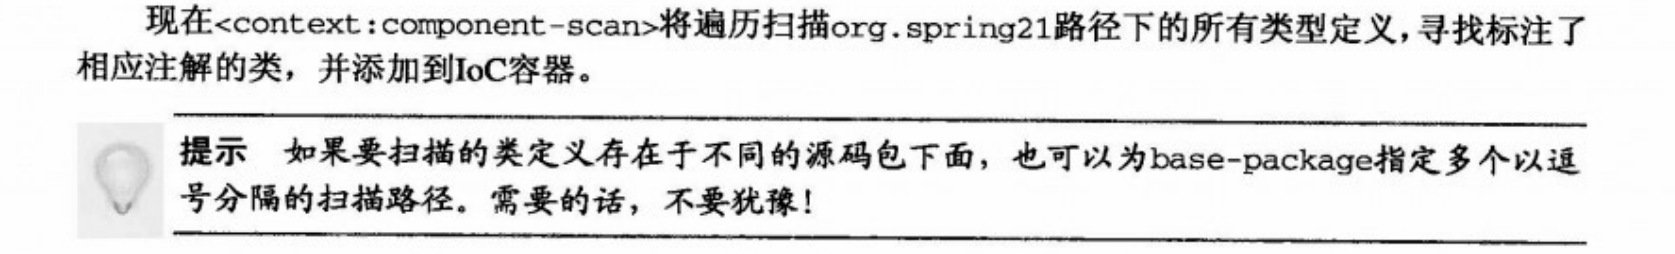 现在<context:component-scan>将遍历扫描org.spring21路径下的所有类型定义，寻找标注了
相应注解的类，并添加到IoC容器。
提示 如果要扫描的类定义存在于不同的源码包下面，也可以为base-package指定多个以逗
号分隔的扫描路径。需要的话，不要犹豫！